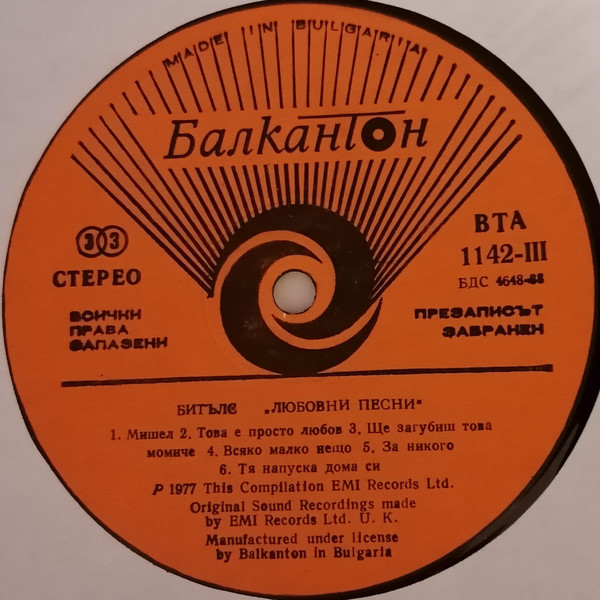 MADE IN BULGARIA
Балкантон
33
СТЕРЕО
ВТА
1142-III
БДС 4648-88
ВСИЧКИ
ПРАВА
ЗАПАЗЕНИ
ПРЕЗАПИСЪТ
ЗАБРАНЕН
БИТЪЛС „ЛЮБОВНИ ПЕСНИ"
1. Мишел 2. Това е просто любов 3. Ще загубиш това
момиче 4. Всяко малко нещо 5. За никого
6. Тя напуска дома си
P 1977 This Compilation EMI Records Ltd.
Original Sound Recordings made
by EMI Records Ltd. U. K.
Manufactured under license
by Balkanton in Bulgaria